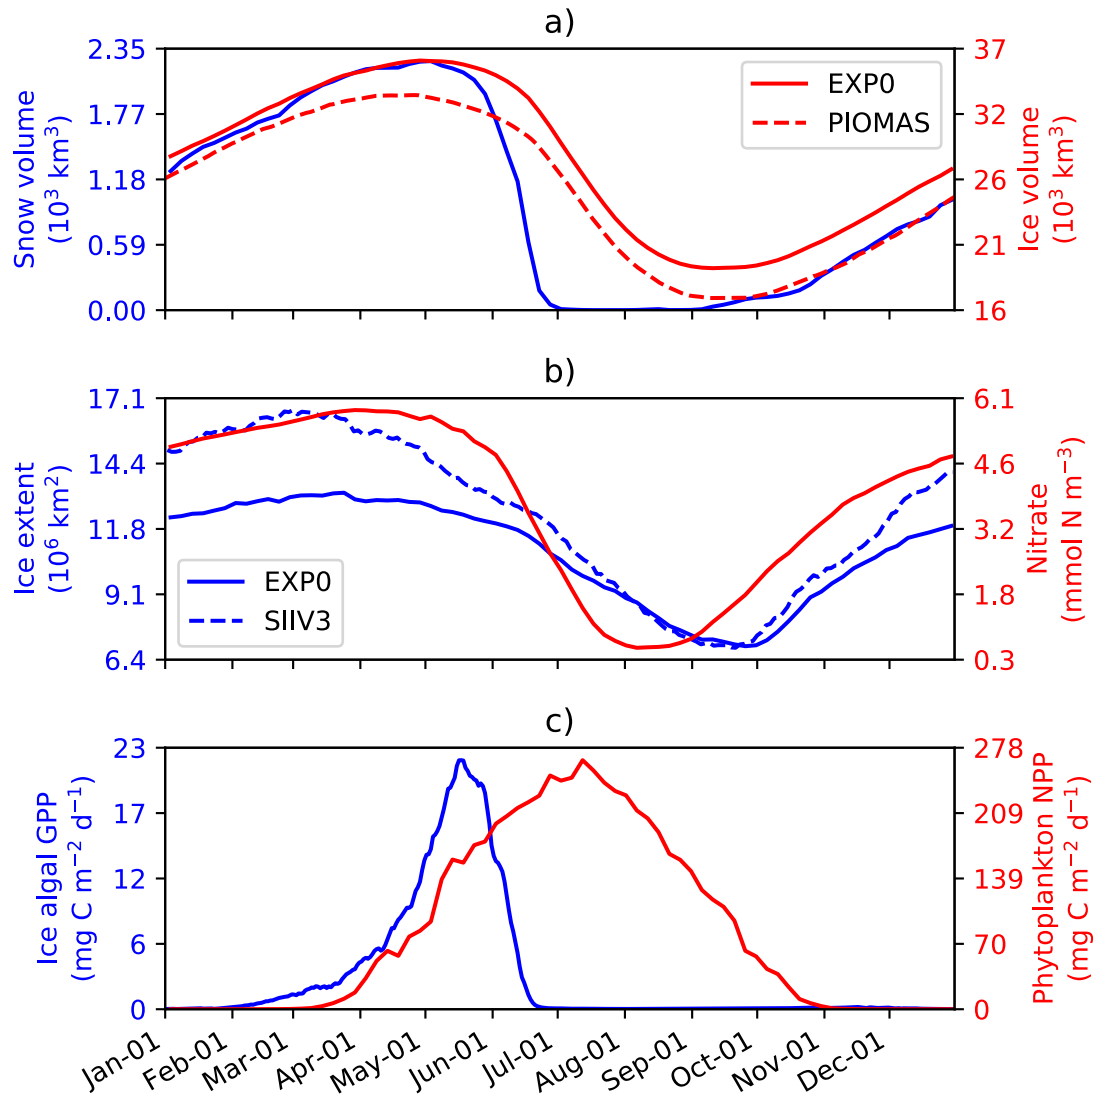 a)
Snow volume
(10³ km³)
2.35
1.77
1.18
0.59
0.00
EXP0
PIOMAS
37
32
26
21
16
Ice volume
(10³ km³)
b)
Ice extent
(10⁶ km²)
17.1
14.4
11.8
9.1
6.4
EXP0
SIIV3
6.1
4.6
3.2
1.8
0.3
Nitrate
(mmol N m⁻³)
c)
Ice algal GPP
(mg C m⁻² d⁻¹)
23
17
12
6
0
278
209
139
70
0
Phytoplankton NPP
(mg C m⁻² d⁻¹)
Jan-01
Feb-01
Mar-01
Apr-01
May-01
Jun-01
Jul-01
Aug-01
Sep-01
Oct-01
Nov-01
Dec-01